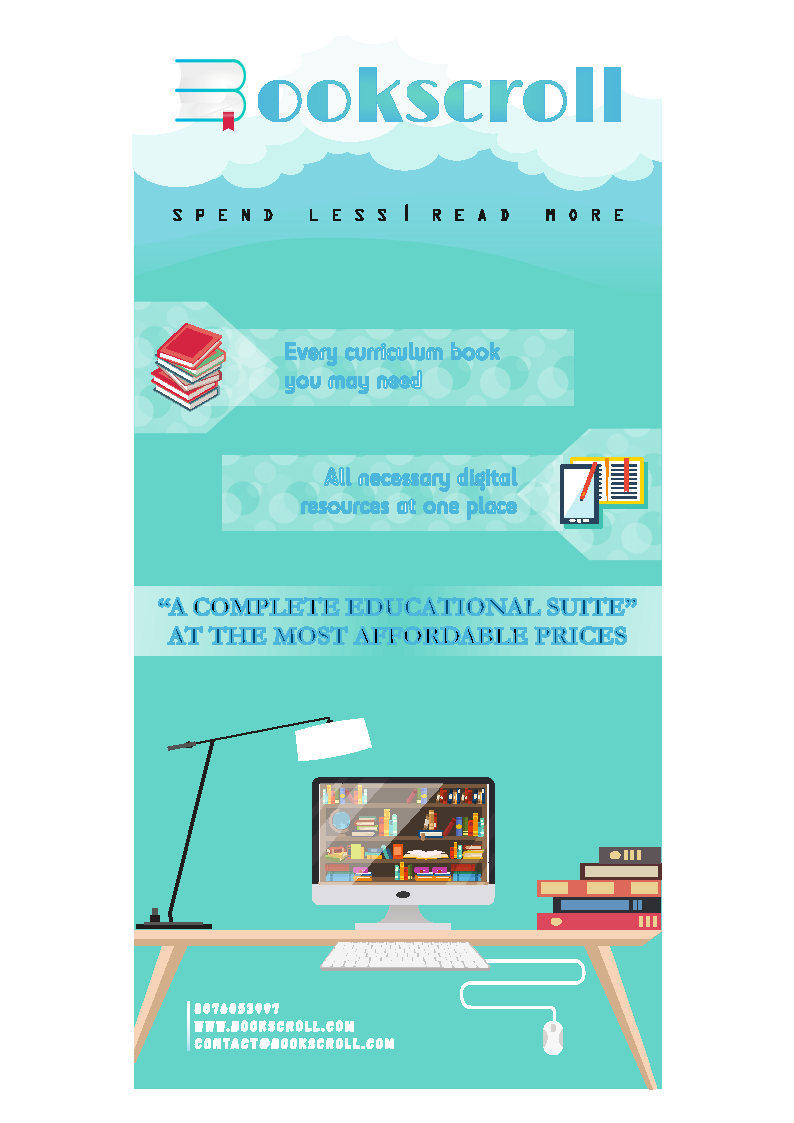 Bookscroll
SPEND LESS|READ MORE
Every curriculum book
you may need
All necessary digital
resources at one place
“A COMPLETE EDUCATIONAL SUITE”
AT THE MOST AFFORDABLE PRICES
WWW.BOOKSCROLL.COM
CONTACT@BOOKSCROLL.COM